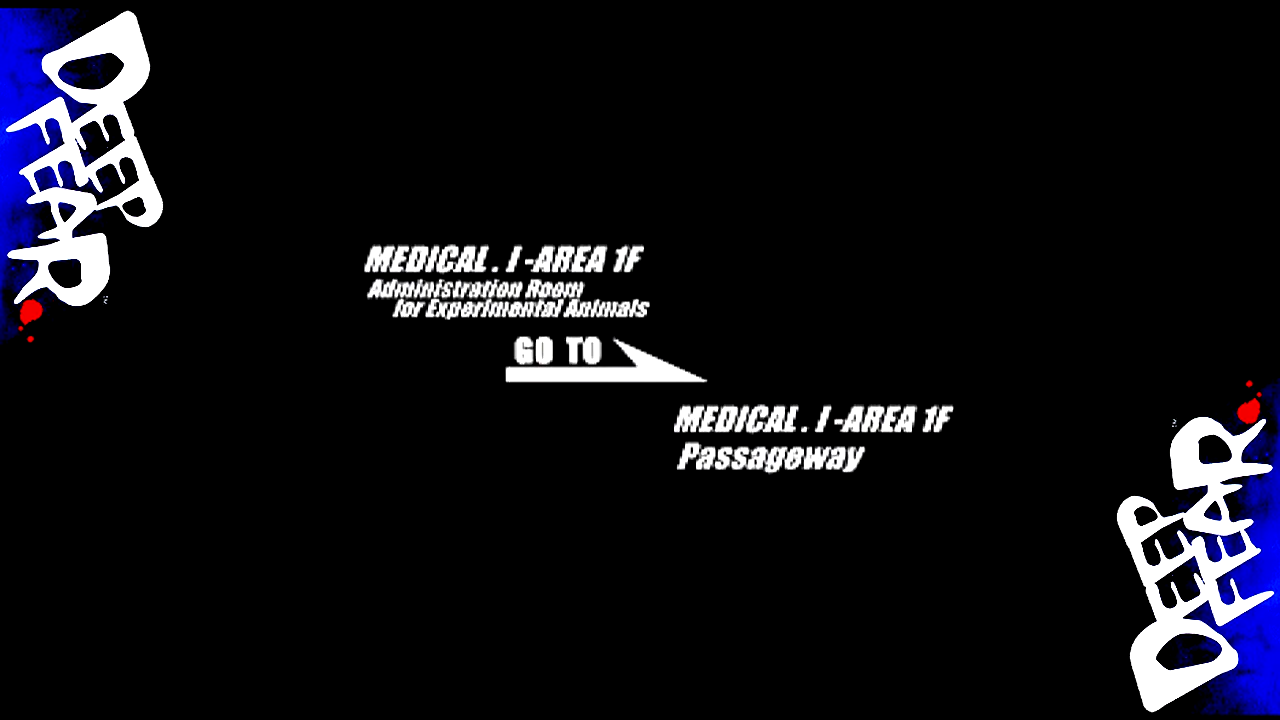 DEEP
FEAR
MEDICAL. I-AREA 1F
Administration Room
for Experimental Animals
GO TO
MEDICAL. I-AREA 1F
Passageway
DEEP
FEAR